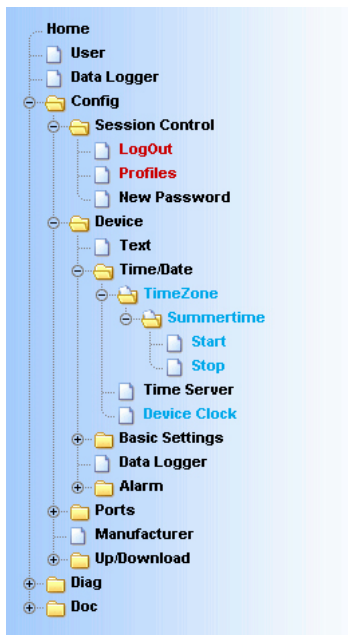 Home
User
Data Logger
Config
Session Control
LogOut
Profiles
New Password
Device
Text
Time/Date
TimeZone
Summertime
Start
Stop
Time Server
Device Clock
Basic Settings
Data Logger
Alarm
Ports
Manufacturer
Up/Download
Diag
Doc